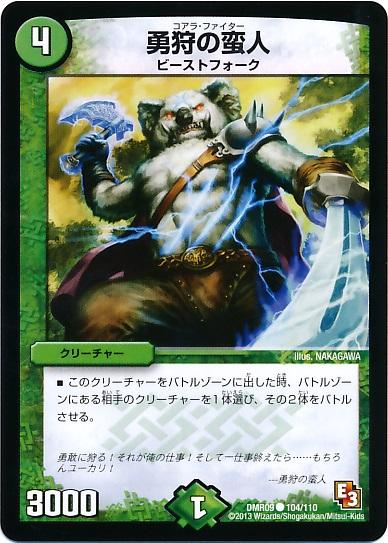 4
コアラ・ファイター
勇狩の蛮人
ビーストフォーク
クリーチャー
Illus. NAKAGAWA
■ このクリーチャーをバトルゾーンに出した時、バトルゾ
ーンにある相手のクリーチャーを1体選び、その2体をバトル
させる。
勇敢に狩る!それが俺の仕事!そして一仕事終えたら……もち
ろんユーカリ!
---勇狩の蛮人
3000
1
DMR09 ● 104/110
©2013 Wizards/Shogakukan/Mitsui-Kids
E3